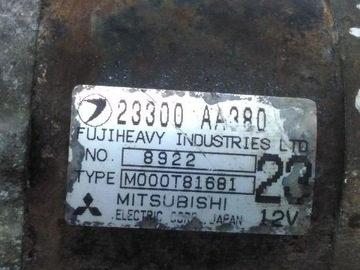 23300 AA380
FUJIHEAVY INDUSTRIES LTD
NO. 8922
TYPE M000T81681
23
MITSUBISHI
ELECTRIC CORP. JAPAN 12V